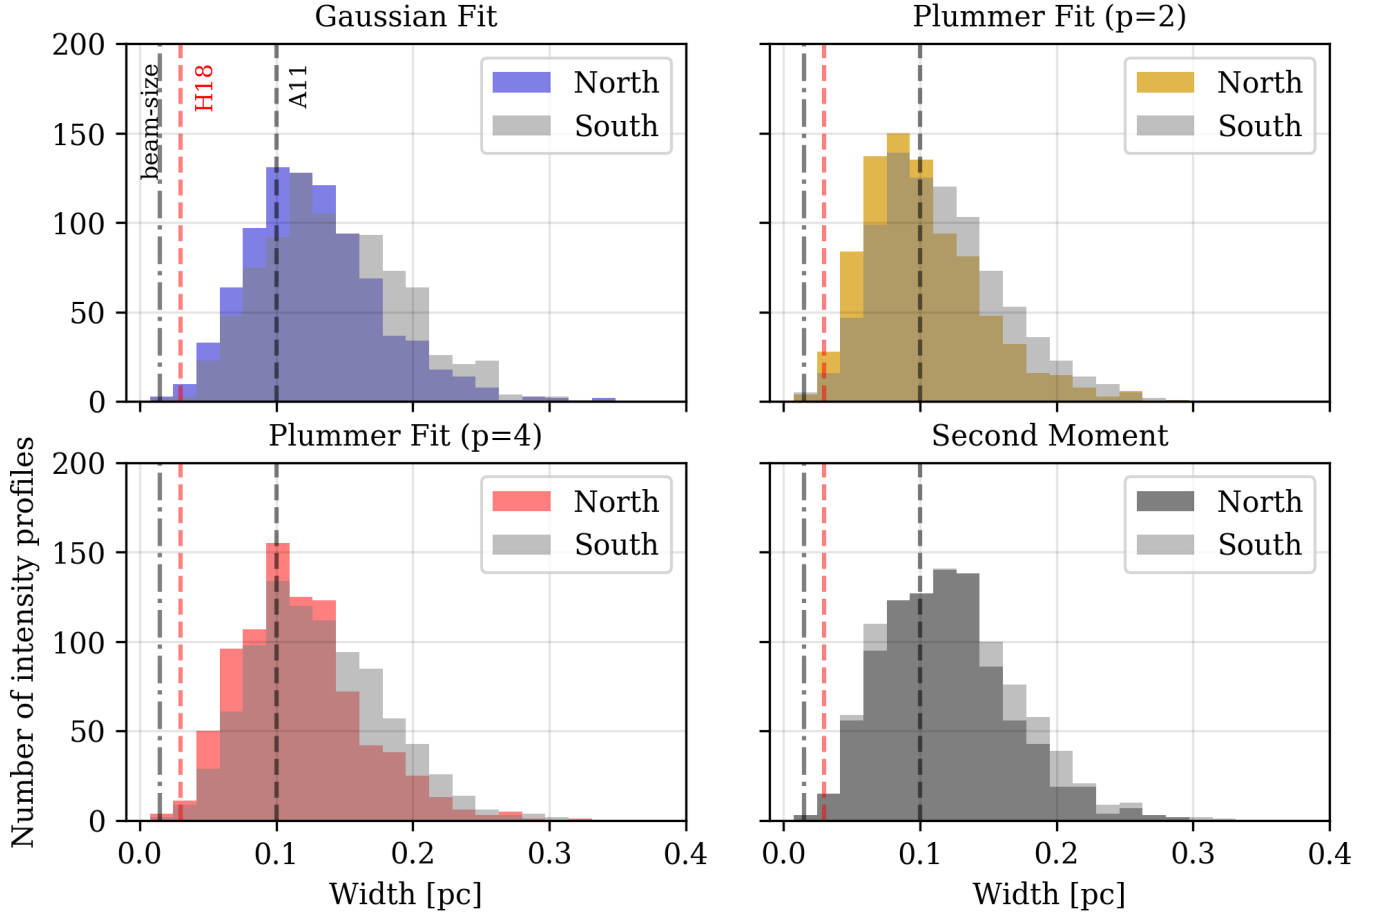 Gaussian Fit
200
150
100
50
0
beam-size
H18
A11
North
South
Plummer Fit (p=2)
North
South
Plummer Fit (p=4)
200
150
100
50
0
North
South
0.0 0.1 0.2 0.3 0.4
Width [pc]
Second Moment
North
South
0.0 0.1 0.2 0.3 0.4
Width [pc]
Number of intensity profiles